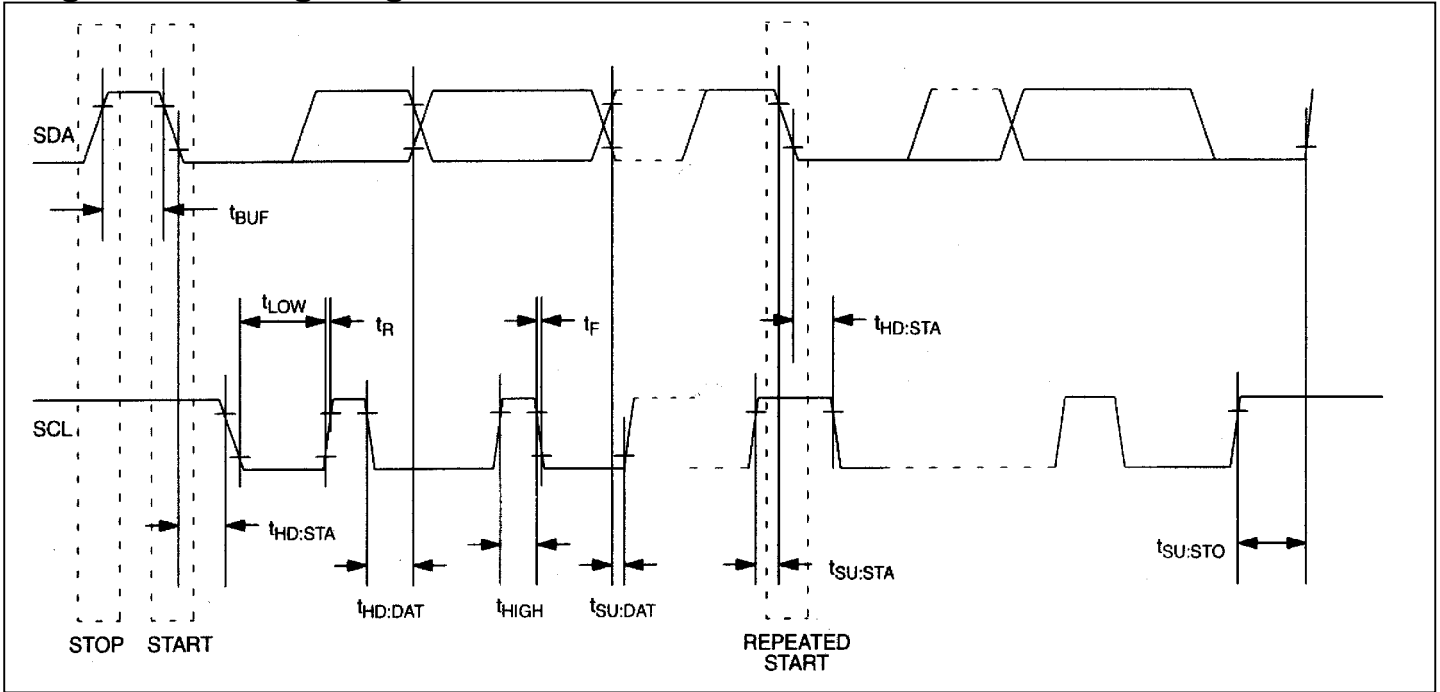 SDA
tBUF
tLOW
tR
tF
tHD:STA
SCL
tHD:STA
tHD:DAT
tHIGH
tSU:DAT
tSU:STA
tSU:STO
STOP
START
REPEATED
START